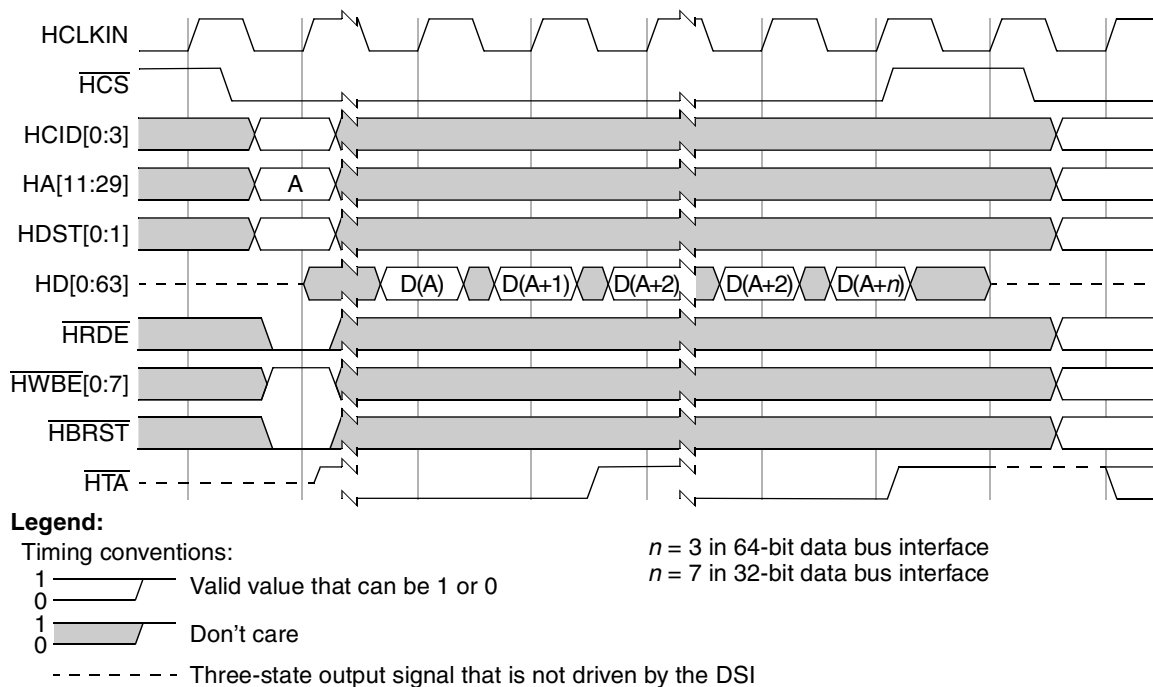 HCLKIN
HCS
HCID[0:3]
HA[11:29] A
HDST[0:1]
HD[0:63] D(A) D(A+1) D(A+2) D(A+2) D(A+n)
HRDE
HWBE[0:7]
HBRST
HTA
Legend:
Timing conventions:
1
0
Valid value that can be 1 or 0
1
0
Don't care
Three-state output signal that is not driven by the DSI
n = 3 in 64-bit data bus interface
n = 7 in 32-bit data bus interface